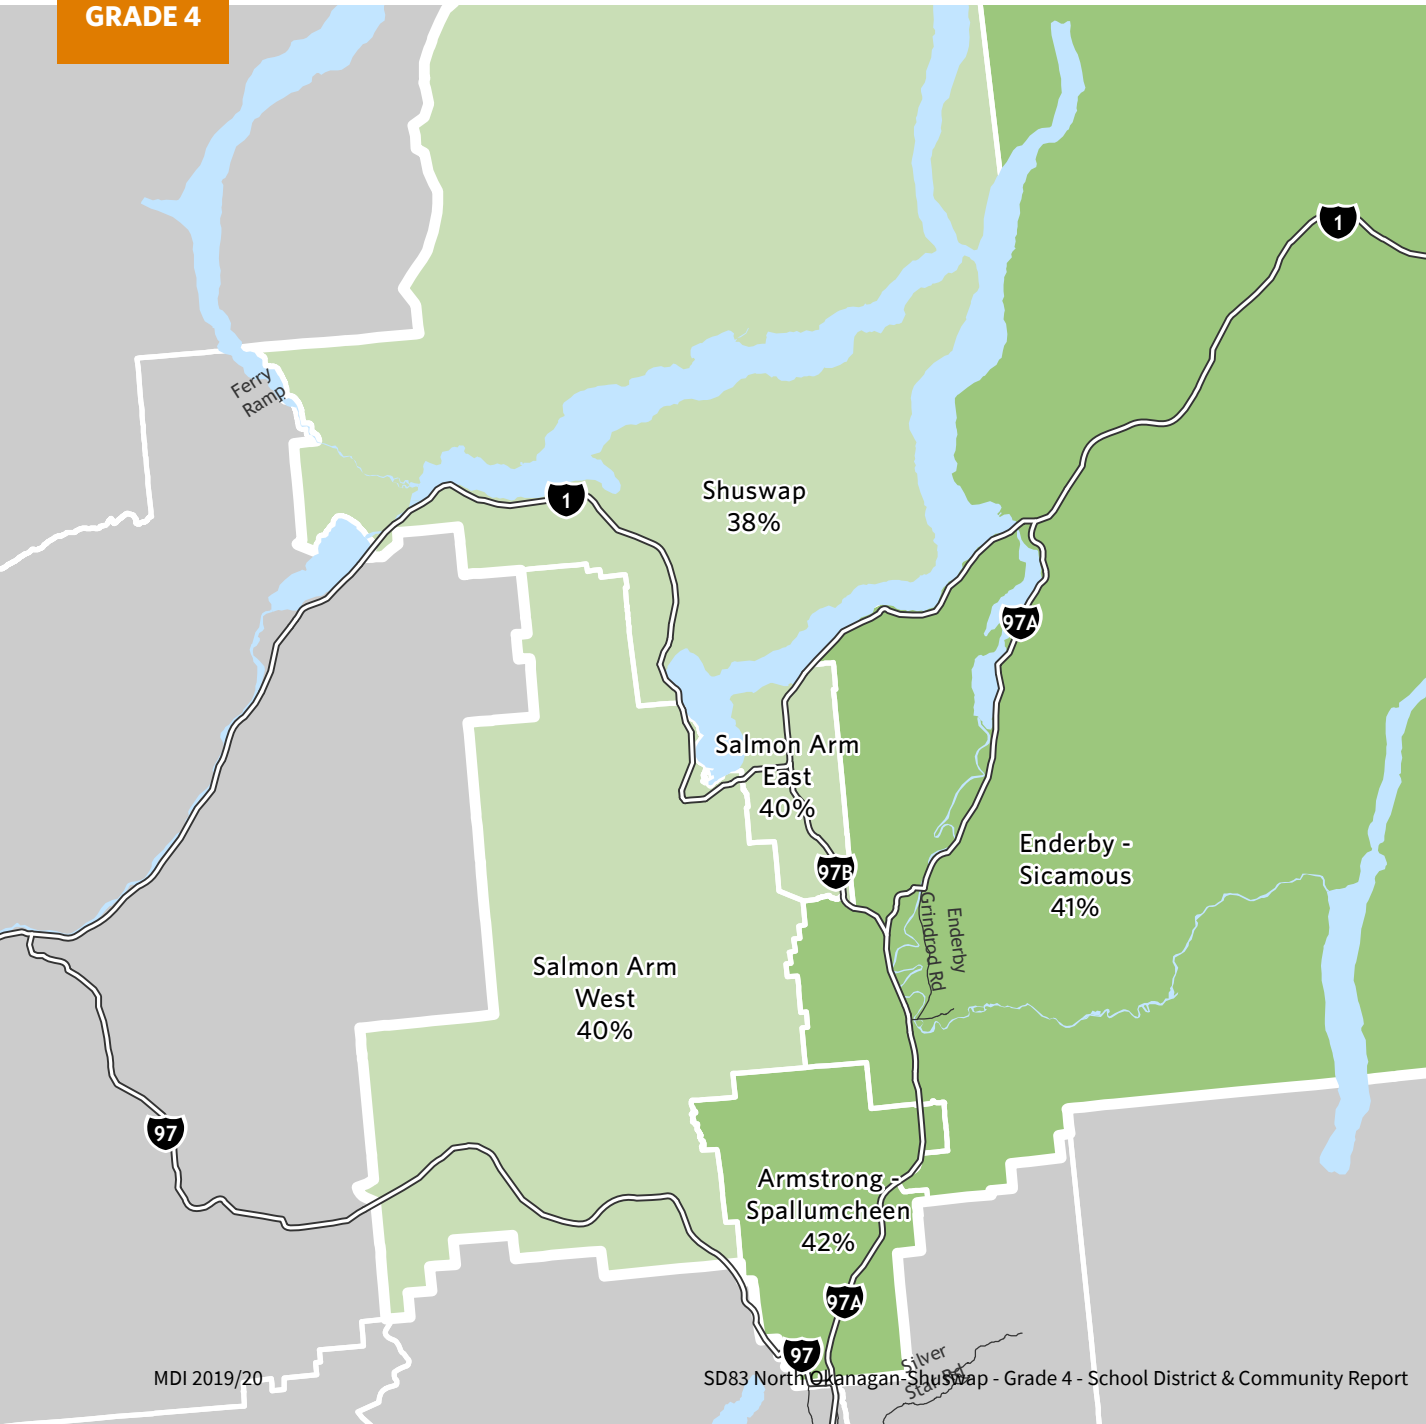 GRADE 4
1
Ferry
Ramp
Shuswap
38%
1
97A
Salmon Arm
East
40%
97B
Enderby -
Sicamous
41%
Enderby
Grindrod Rd
Salmon Arm
West
40%
97
Armstrong -
Spallumcheen
42%
97A
97
Silver
Star Rd
MDI 2019/20
SD83 North Okanagan-Shuswap - Grade 4 - School District & Community Report